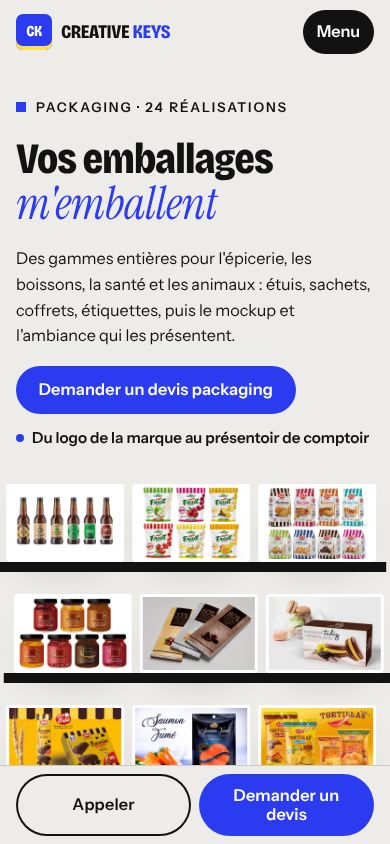 CK CREATIVE KEYS
Menu
PACKAGING · 24 RÉALISATIONS
Vos emballages
m'emballent
Des gammes entières pour l'épicerie, les
boissons, la santé et les animaux : étuis, sachets,
coffrets, étiquettes, puis le mockup et
l'ambiance qui les présentent.
Demander un devis packaging
Du logo de la marque au présentoir de comptoir
Saumon
Fumé
TORTILLA'S
Appeler
Demander un
devis